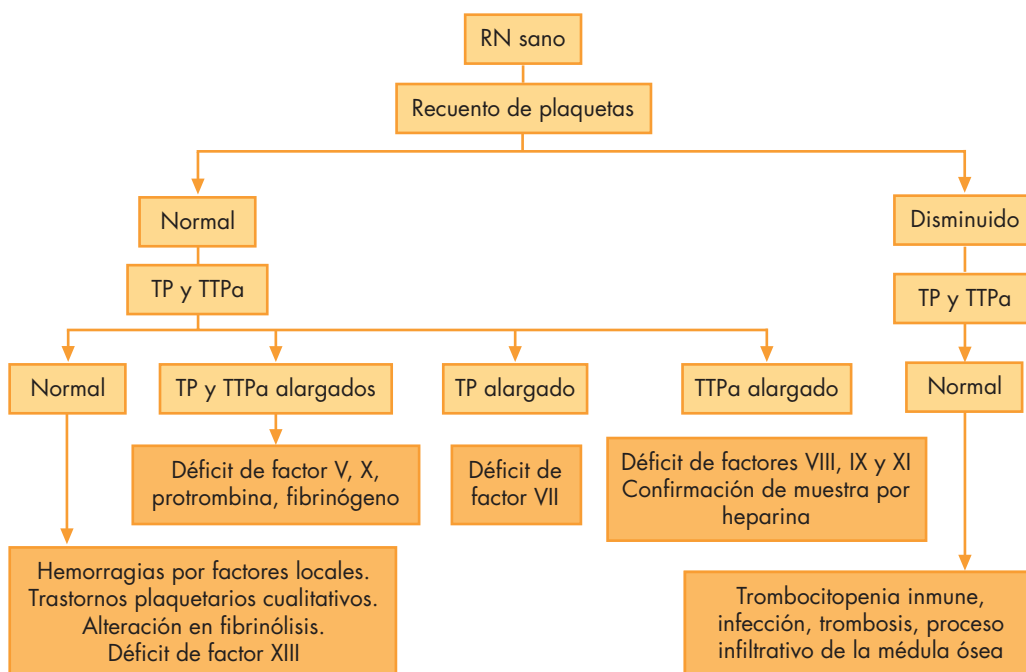 RN sano
Recuento de plaquetas
Normal
Disminuido
TP y TTPa
TP y TTPa
Normal
TP y TTPa alargados
TP alargado
TTPa alargado
Normal
Déficit de factor V, X,
protrombina, fibrinógeno
Déficit de
factor VII
Déficit de factores VIII, IX y XI
Confirmación de muestra por
heparina
Hemorragias por factores locales.
Trastornos plaquetarios cualitativos.
Alteración en fibrinólisis.
Déficit de factor XIII
Trombocitopenia inmune,
infección, trombosis, proceso
infiltrativo de la médula ósea